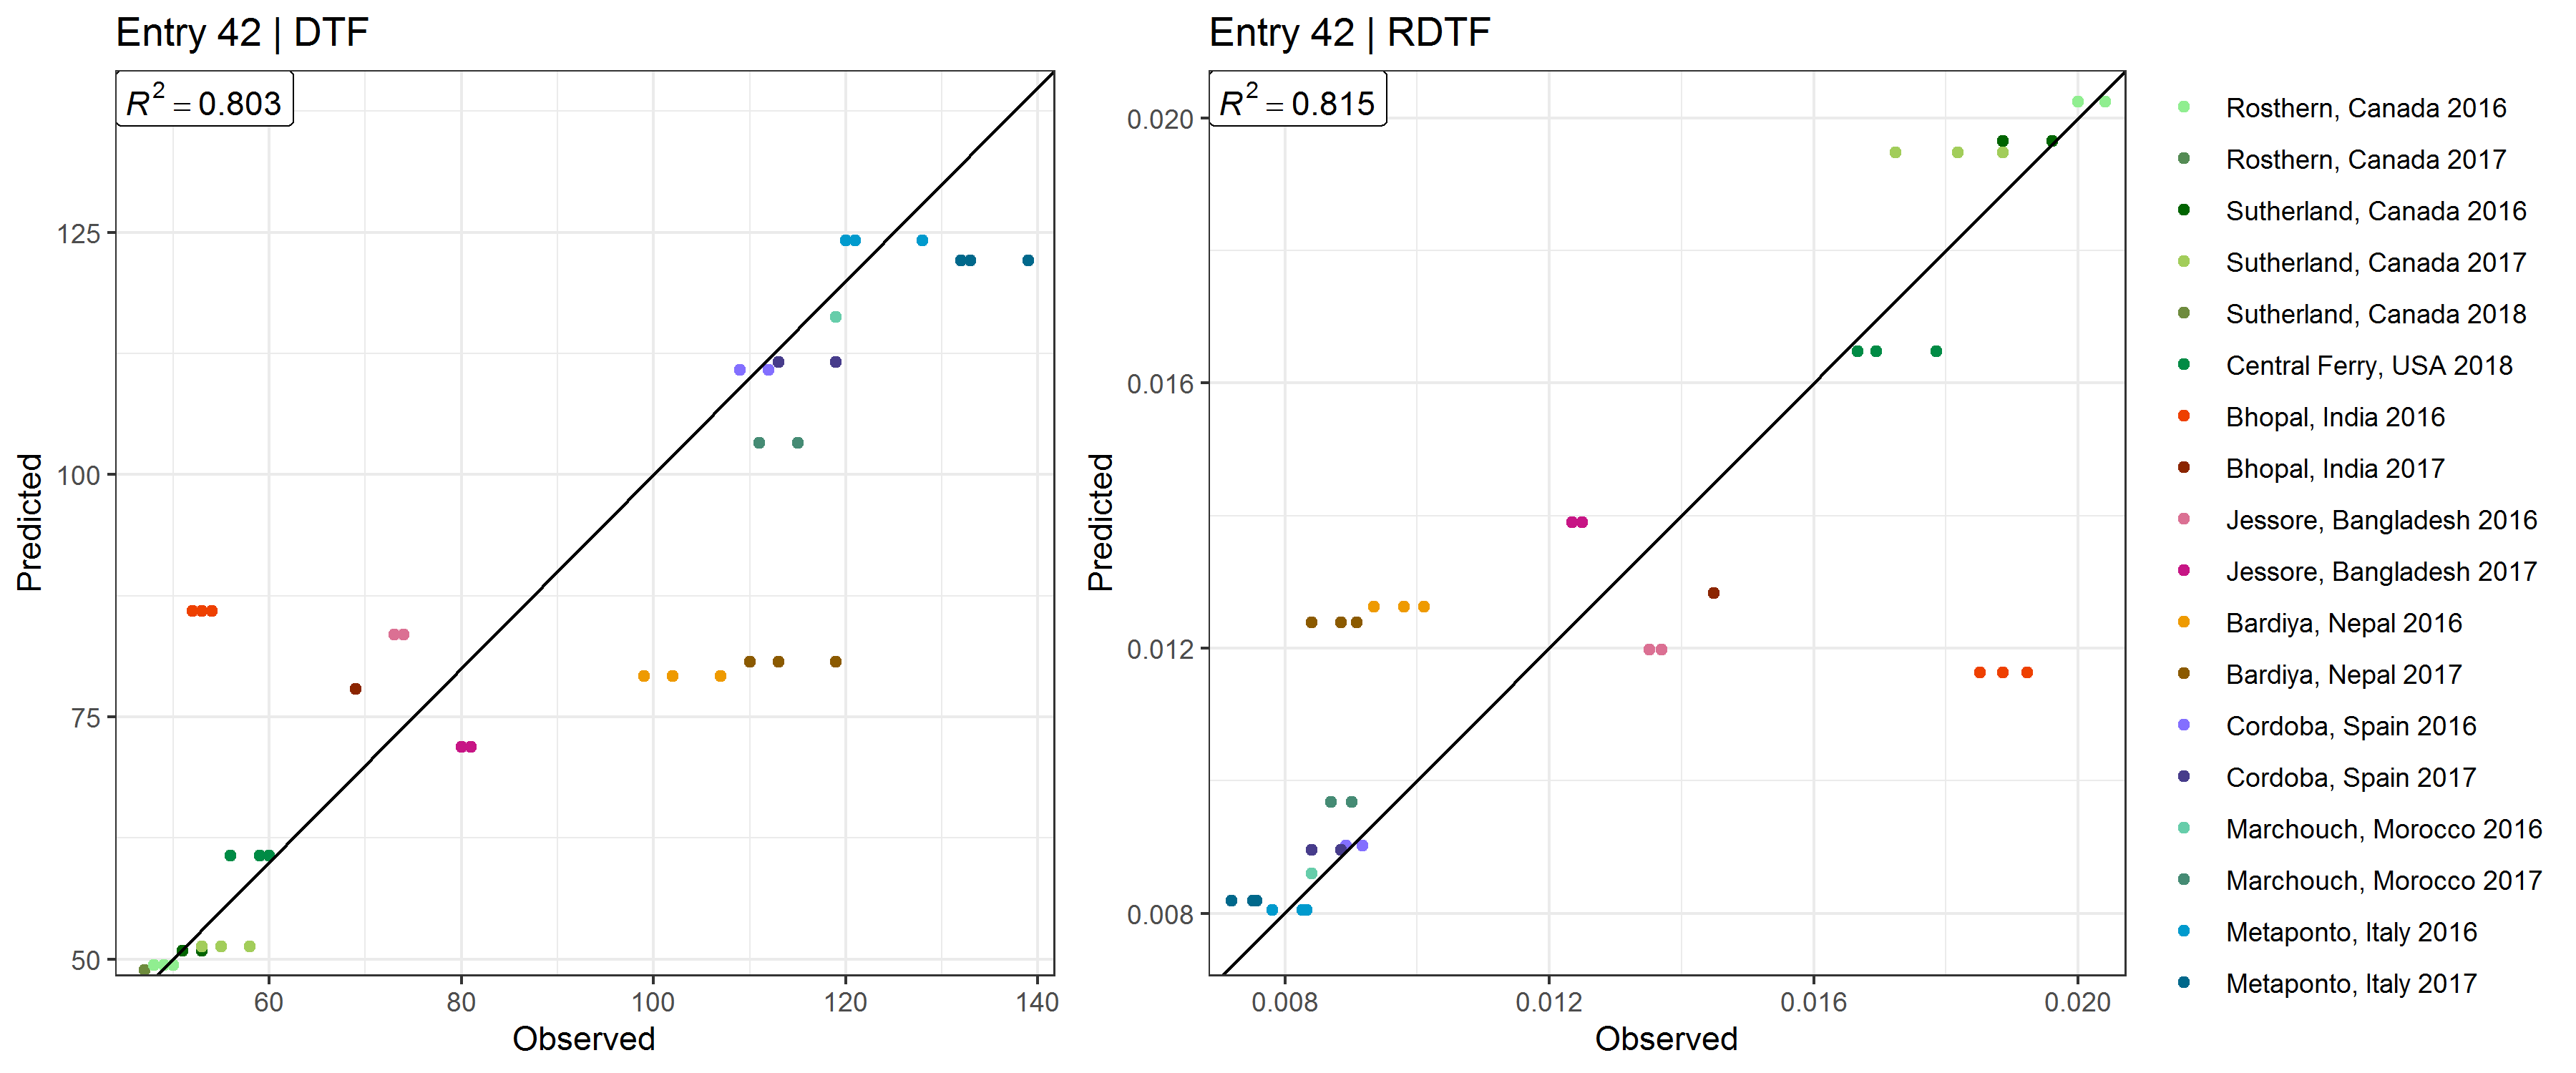 Entry 42 | DTF
R² = 0.803
125
100
75
50
60 80 100 120 140
Predicted
Observed
Entry 42 | RDTF
R² = 0.815
0.020
0.016
0.012
0.008
0.008 0.012 0.016 0.020
Predicted
Observed
Rosthern, Canada 2016
Rosthern, Canada 2017
Sutherland, Canada 2016
Sutherland, Canada 2017
Sutherland, Canada 2018
Central Ferry, USA 2018
Bhopal, India 2016
Bhopal, India 2017
Jessore, Bangladesh 2016
Jessore, Bangladesh 2017
Bardiya, Nepal 2016
Bardiya, Nepal 2017
Cordoba, Spain 2016
Cordoba, Spain 2017
Marchouch, Morocco 2016
Marchouch, Morocco 2017
Metaponto, Italy 2016
Metaponto, Italy 2017